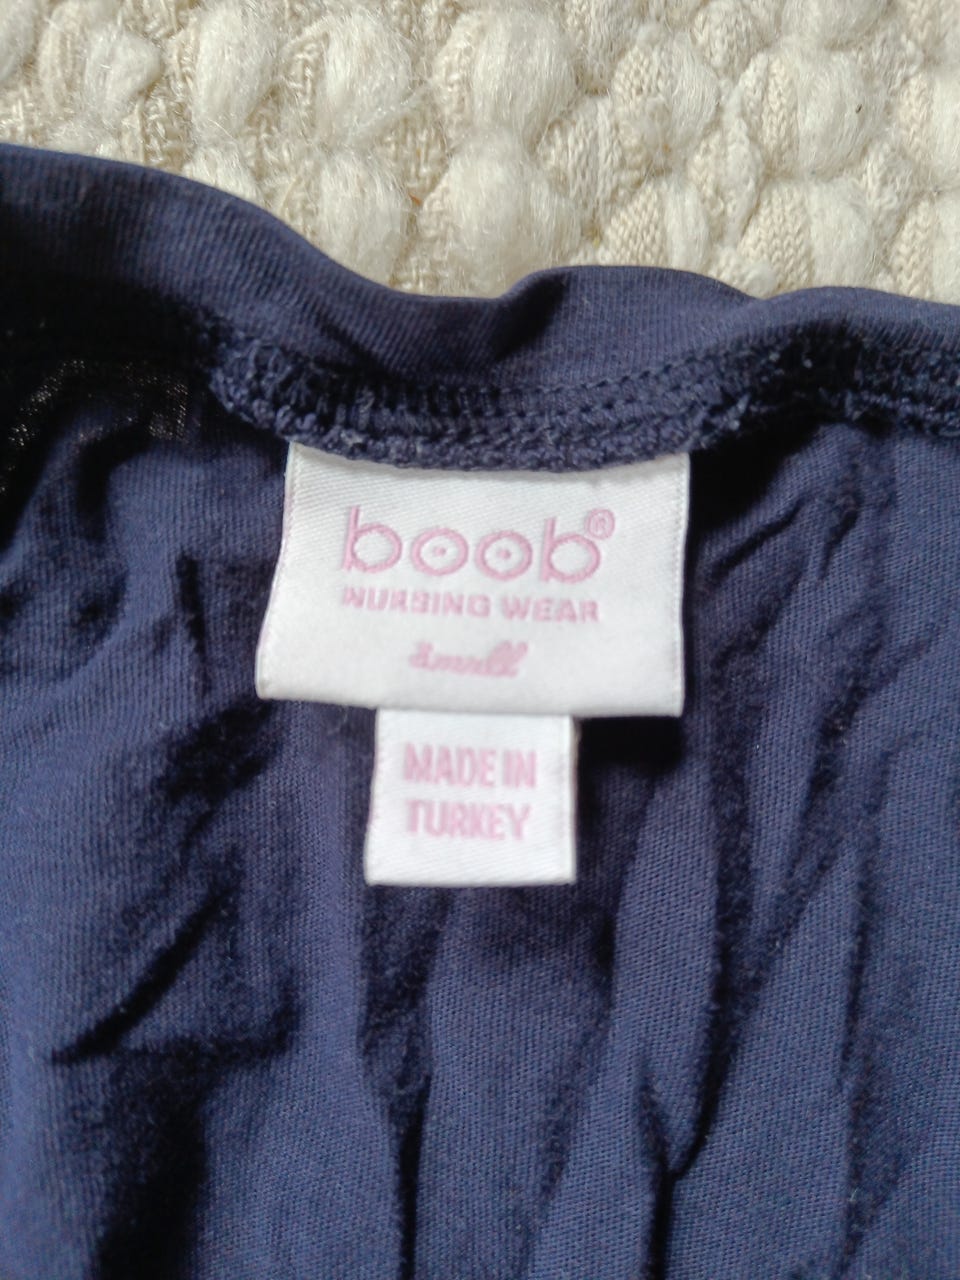 boob®
NURSING WEAR
Small
MADE IN
TURKEY